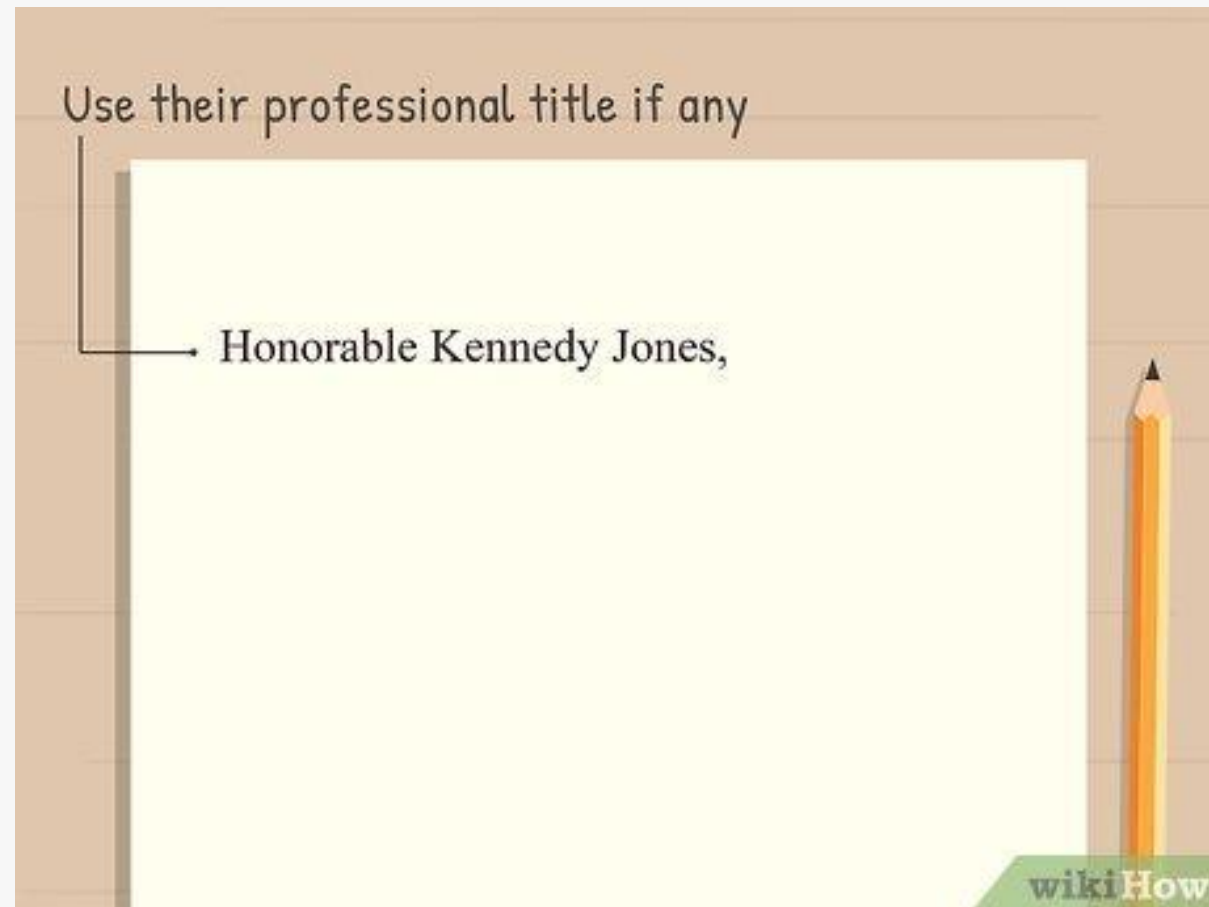 Use their professional title if any
Honorable Kennedy Jones,
wikiHow